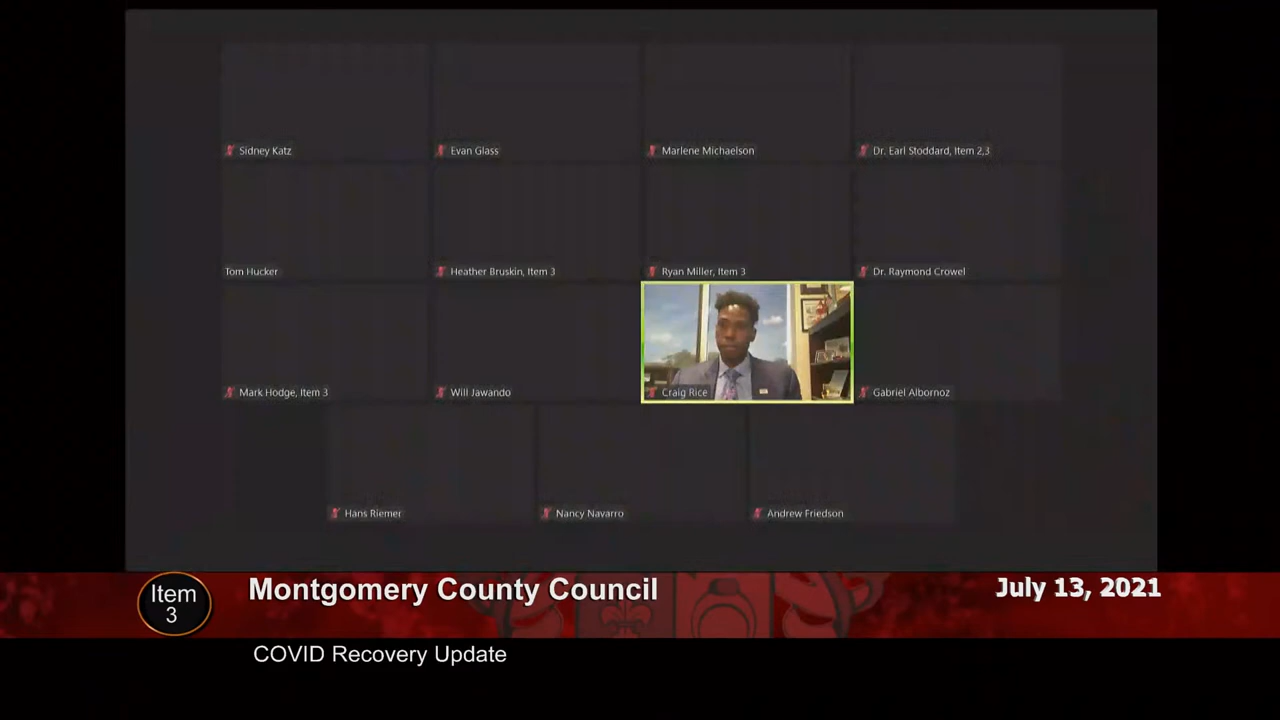 Sidney Katz
Evan Glass
Marlene Michaelson
Dr. Earl Stoddard, Item 2,3
Tom Hucker
Heather Bruskin, Item 3
Ryan Miller, Item 3
Dr. Raymond Crowel
Mark Hodge, Item 3
Will Jawando
Craig Rice
Gabriel Albornoz
Hans Riemer
Nancy Navarro
Andrew Friedson
Item
3
Montgomery County Council
July 13, 2021
COVID Recovery Update